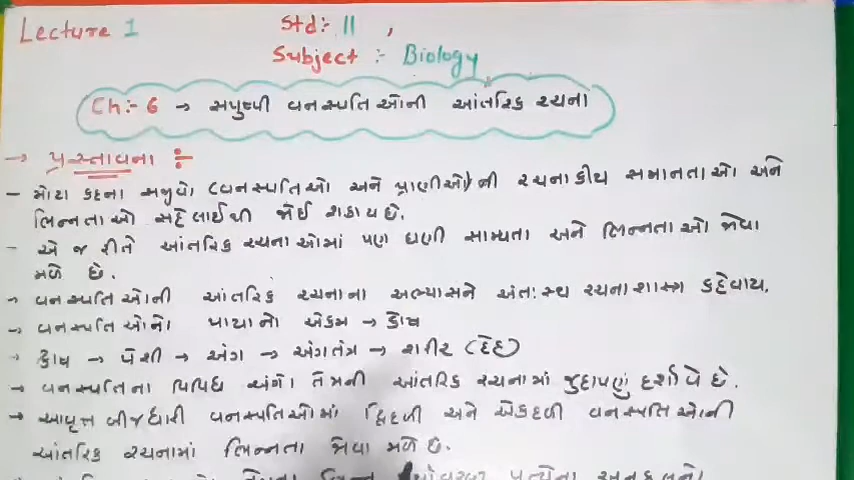 Lecture 1
Std:- 11 ,
Subject :- Biology
Ch:- 6 → સપુષ્પી વનસ્પતિઓની આંતરિક રચના
→ પ્રસ્તાવના ÷
- મોટા કદના સજીવો (વનસ્પતિઓ અને પ્રાણીઓ)ની રચનાકીય સમાનતાઓ અને
ભિન્નતાઓ સહેલાઈથી જોઈ શકાય છે.
- એ જ રીતે આંતરિક રચનાઓમાં પણ ઘણી સામ્યતા અને ભિન્નતાઓ જોવા
મળે છે.
→ વનસ્પતિઓની આંતરિક રચનાના અભ્યાસને અંતઃસ્થ રચનાશાસ્ત્ર કહેવાય.
→ વનસ્પતિઓનો પાયાનો એકમ → કોષ
→ કોષ → પેશી → અંગ → અંગતંત્ર → શરીર (દેહ)
→ વનસ્પતિના વિવિધ અંગો તેમની આંતરિક રચનામાં જુદાપણું દર્શાવે છે.
→ આવૃત્ત બીજધારી વનસ્પતિઓમાં દ્વિદળી અને એકદળી વનસ્પતિઓની
આંતરિક રચનામાં ભિન્નતા જોવા મળે છે.